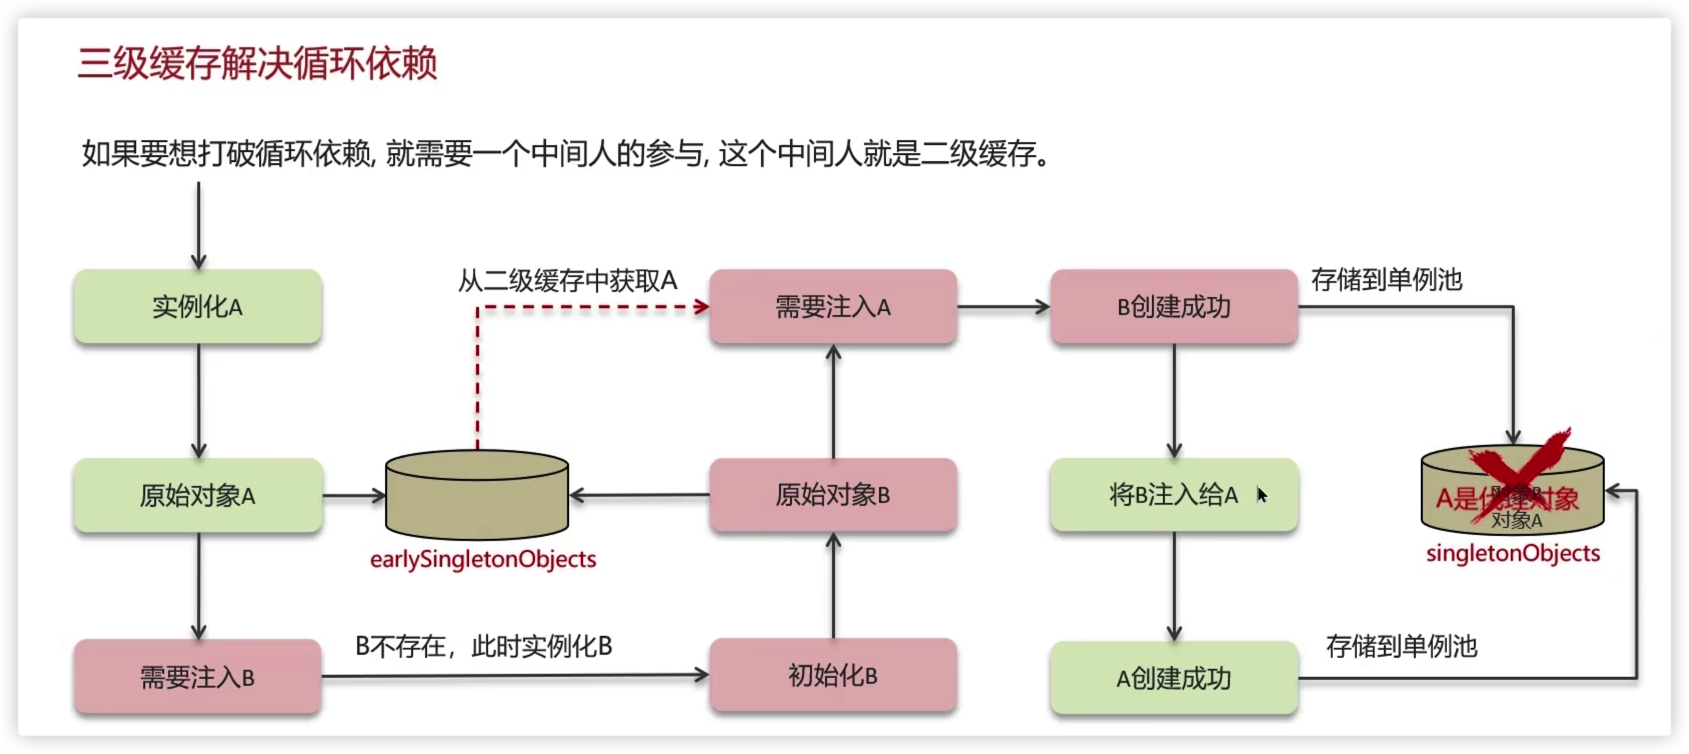 三级缓存解决循环依赖
如果要想打破循环依赖, 就需要一个中间人的参与, 这个中间人就是二级缓存。
实例化A
从二级缓存中获取A
需要注入A
B创建成功
存储到单例池
原始对象A
earlySingletonObjects
原始对象B
将B注入给A
A是代理对象
对象A
singletonObjects
需要注入B
B不存在，此时实例化B
初始化B
A创建成功
存储到单例池